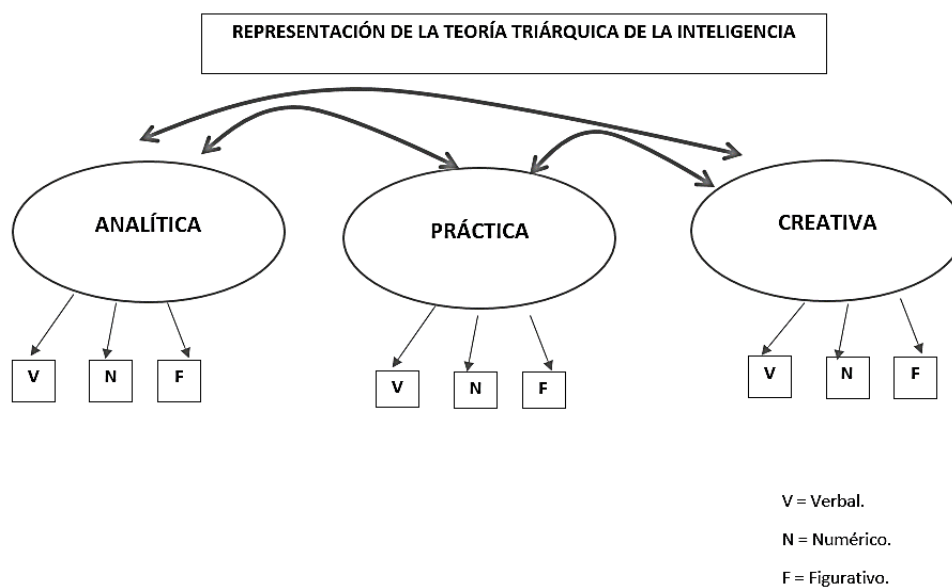 REPRESENTACIÓN DE LA TEORÍA TRIÁRQUICA DE LA INTELIGENCIA
ANALÍTICA
PRÁCTICA
CREATIVA
V N F
V N F
V N F
V = Verbal.
N = Numérico.
F = Figurativo.